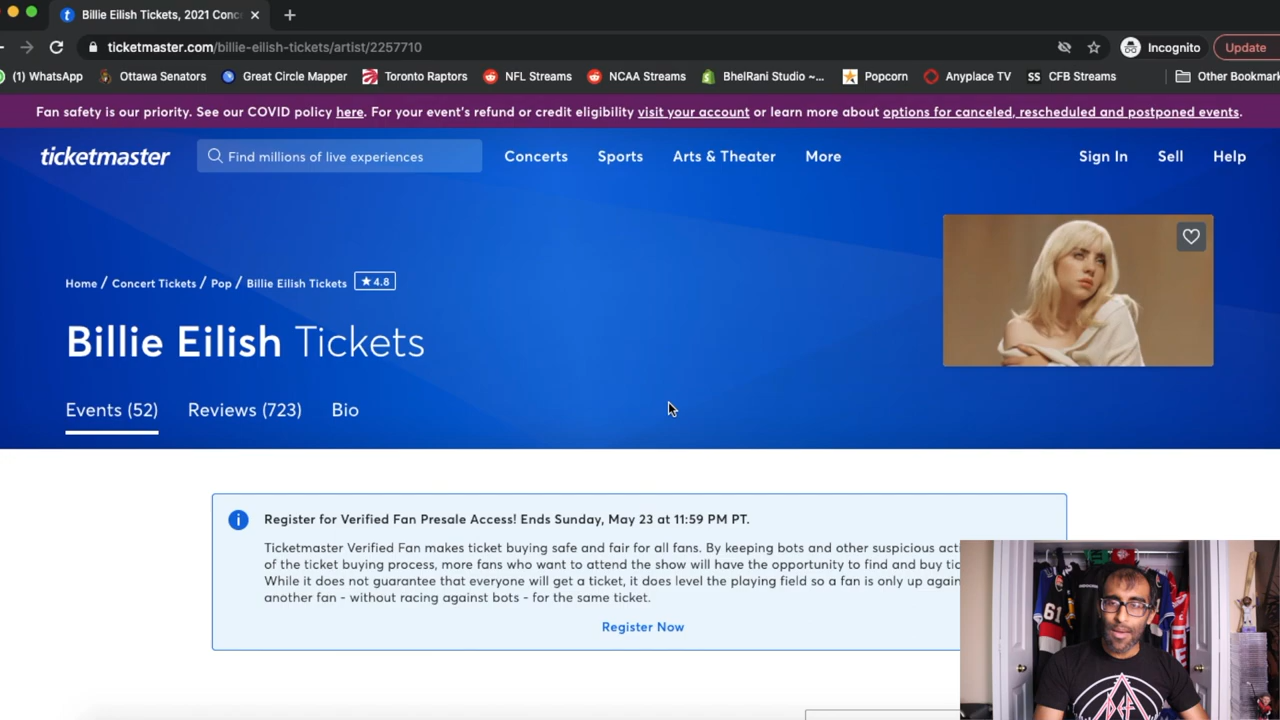 Billie Eilish Tickets, 2021 Conc
ticketmaster.com/billie-eilish-tickets/artist/2257710
Incognito
Update
(1) WhatsApp
Ottawa Senators
Great Circle Mapper
Toronto Raptors
NFL Streams
NCAA Streams
BhelRani Studio ~...
Popcorn
Anyplace TV
SS CFB Streams
Other Bookmar
Fan safety is our priority. See our COVID policy here. For your event's refund or credit eligibility visit your account or learn more about options for canceled, rescheduled and postponed events.
ticketmaster
Find millions of live experiences
Concerts
Sports
Arts & Theater
More
Sign In
Sell
Help
Home / Concert Tickets / Pop / Billie Eilish Tickets ★ 4.8
Billie Eilish Tickets
Events (52)
Reviews (723)
Bio
Register for Verified Fan Presale Access! Ends Sunday, May 23 at 11:59 PM PT.
Ticketmaster Verified Fan makes ticket buying safe and fair for all fans. By keeping bots and other suspicious act
of the ticket buying process, more fans who want to attend the show will have the opportunity to find and buy tic
While it does not guarantee that everyone will get a ticket, it does level the playing field so a fan is only up again
another fan - without racing against bots - for the same ticket.
Register Now
61